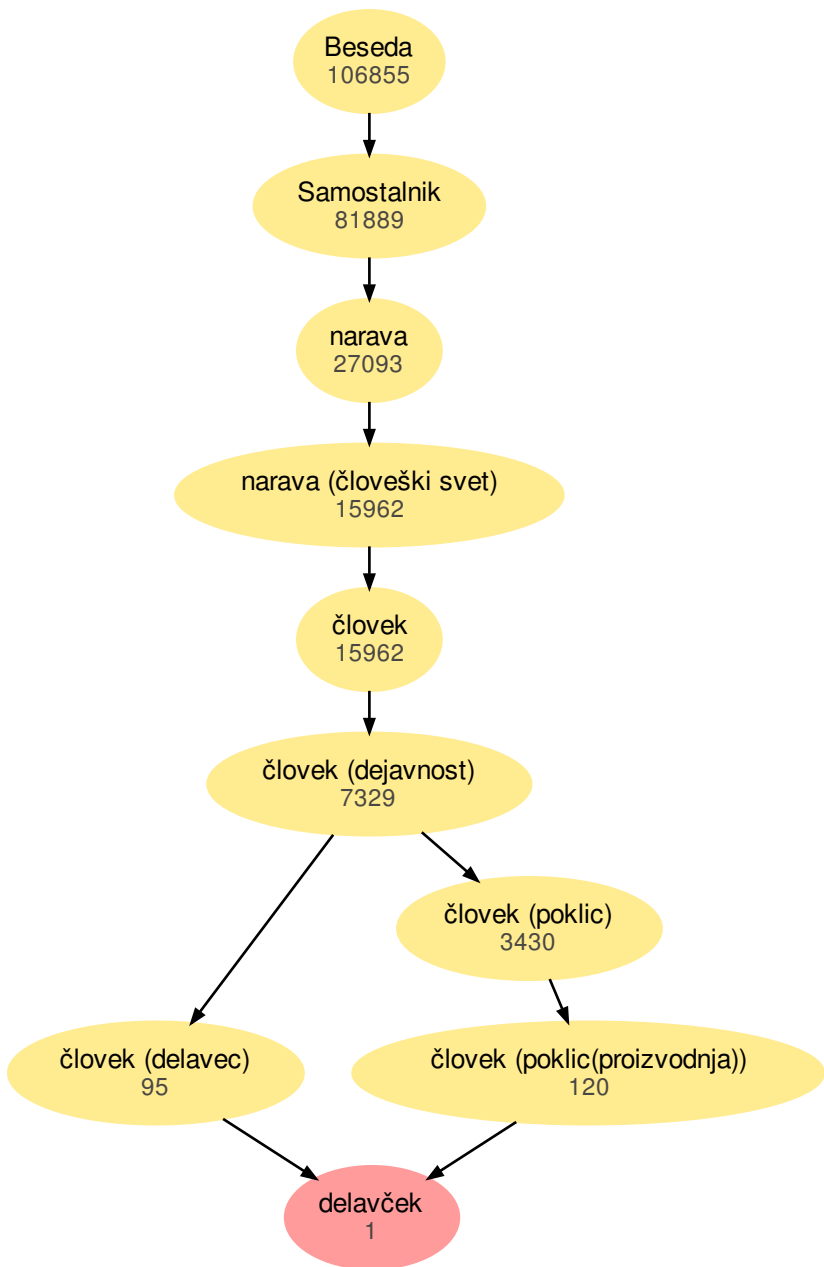 Beseda
106855
Samostalnik
81889
narava
27093
narava (človeški svet)
15962
človek
15962
človek (dejavnost)
7329
človek (poklic)
3430
človek (delavec)
95
človek (poklic(proizvodnja))
120
delavček
1